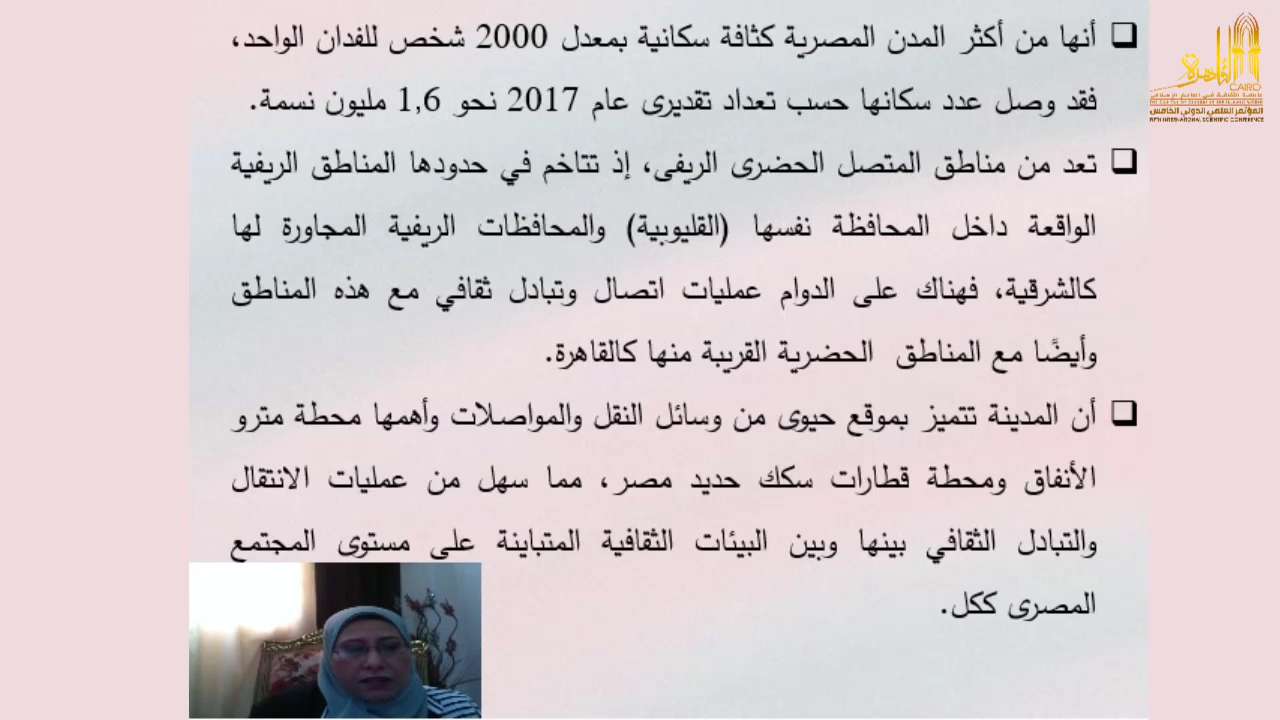 أنها من أكثر المدن المصرية كثافة سكانية بمعدل 2000 شخص للفدان الواحد،
فقد وصل عدد سكانها حسب تعداد تقديرى عام 2017 نحو 1,6 مليون نسمة.
تعد من مناطق المتصل الحضرى الريفى، إذ تتاخم في حدودها المناطق الريفية
الواقعة داخل المحافظة نفسها (القليوبية) والمحافظات الريفية المجاورة لها
كالشرقية، فهناك على الدوام عمليات اتصال وتبادل ثقافي مع هذه المناطق
وأيضًا مع المناطق الحضرية القريبة منها كالقاهرة.
أن المدينة تتميز بموقع حيوى من وسائل النقل والمواصلات وأهمها محطة مترو
الأنفاق ومحطة قطارات سكك حديد مصر، مما سهل من عمليات الانتقال
والتبادل الثقافي بينها وبين البيئات الثقافية المتباينة على مستوى المجتمع
المصرى ككل.
القاهرة
CAIRO
المؤتمر العلمي الدولي الخامس
FIFTH INTERNATIONAL SCIENTIFIC CONFERENCE